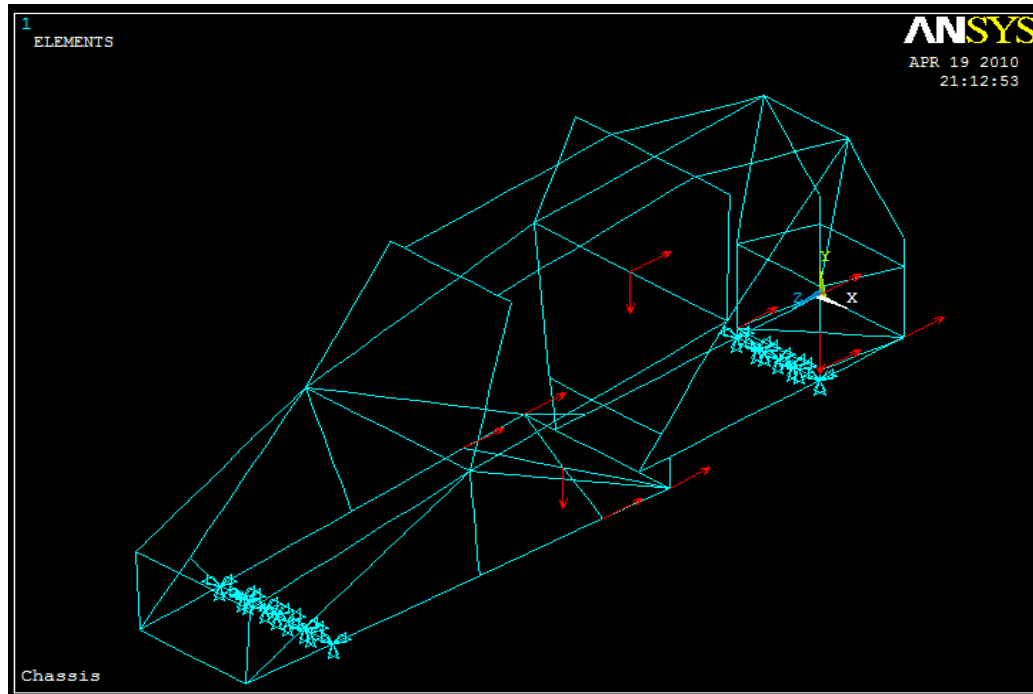 1
ELEMENTS
ANSYS
APR 19 2010
21:12:53
Y
Z
X
Chassis